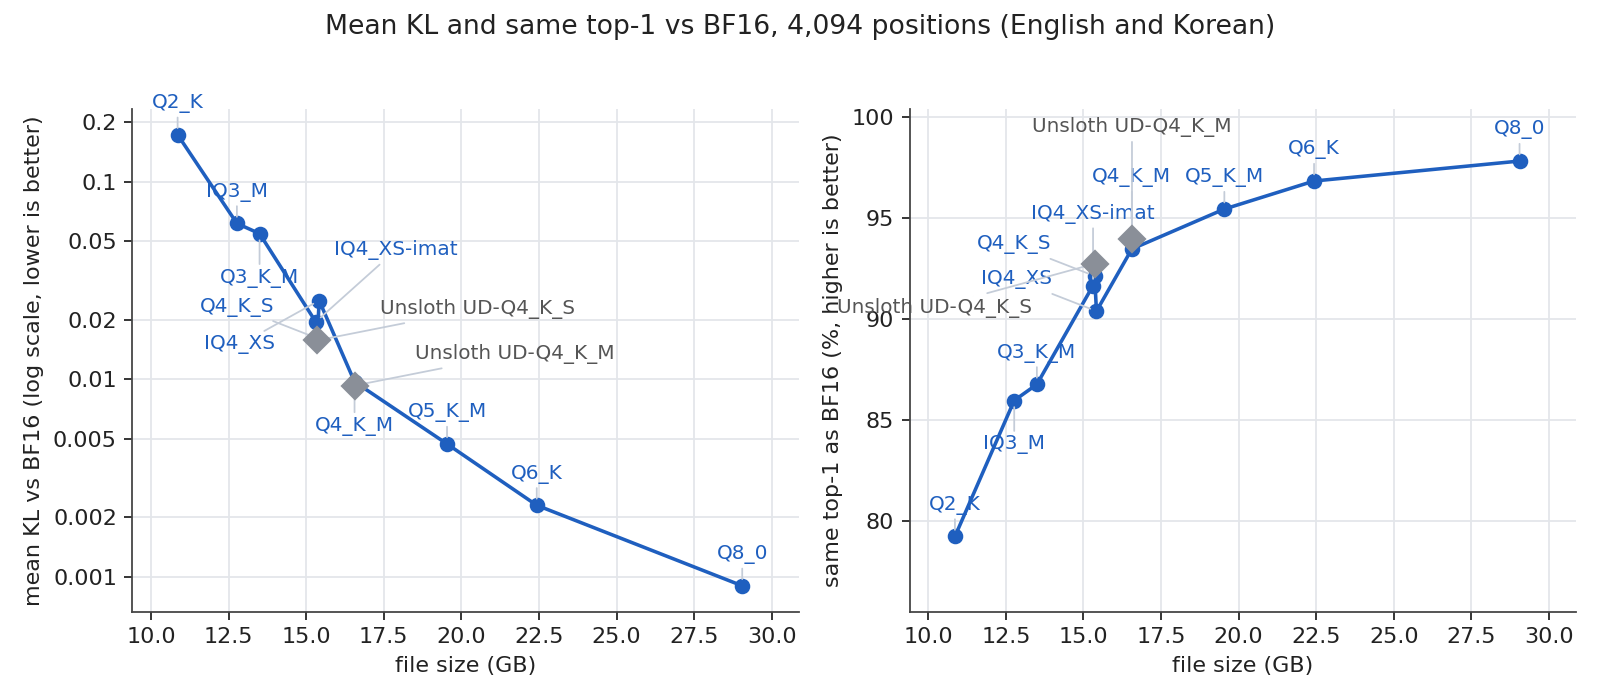 Mean KL and same top-1 vs BF16, 4,094 positions (English and Korean)
mean KL vs BF16 (log scale, lower is better)
0.2
0.1
0.05
0.02
0.01
0.005
0.002
0.001
Q2_K
IQ3_M
Q3_K_M
IQ4_XS-imat
Q4_K_S
Unsloth UD-Q4_K_S
IQ4_XS
Unsloth UD-Q4_K_M
Q4_K_M
Q5_K_M
Q6_K
Q8_0
10.0 12.5 15.0 17.5 20.0 22.5 25.0 27.5 30.0
file size (GB)
same top-1 as BF16 (%, higher is better)
100
95
90
85
80
Unsloth UD-Q4_K_M
Q8_0
Q6_K
Q4_K_M
Q5_K_M
IQ4_XS-imat
Q4_K_S
IQ4_XS
Unsloth UD-Q4_K_S
Q3_K_M
IQ3_M
Q2_K
10.0 12.5 15.0 17.5 20.0 22.5 25.0 27.5 30.0
file size (GB)